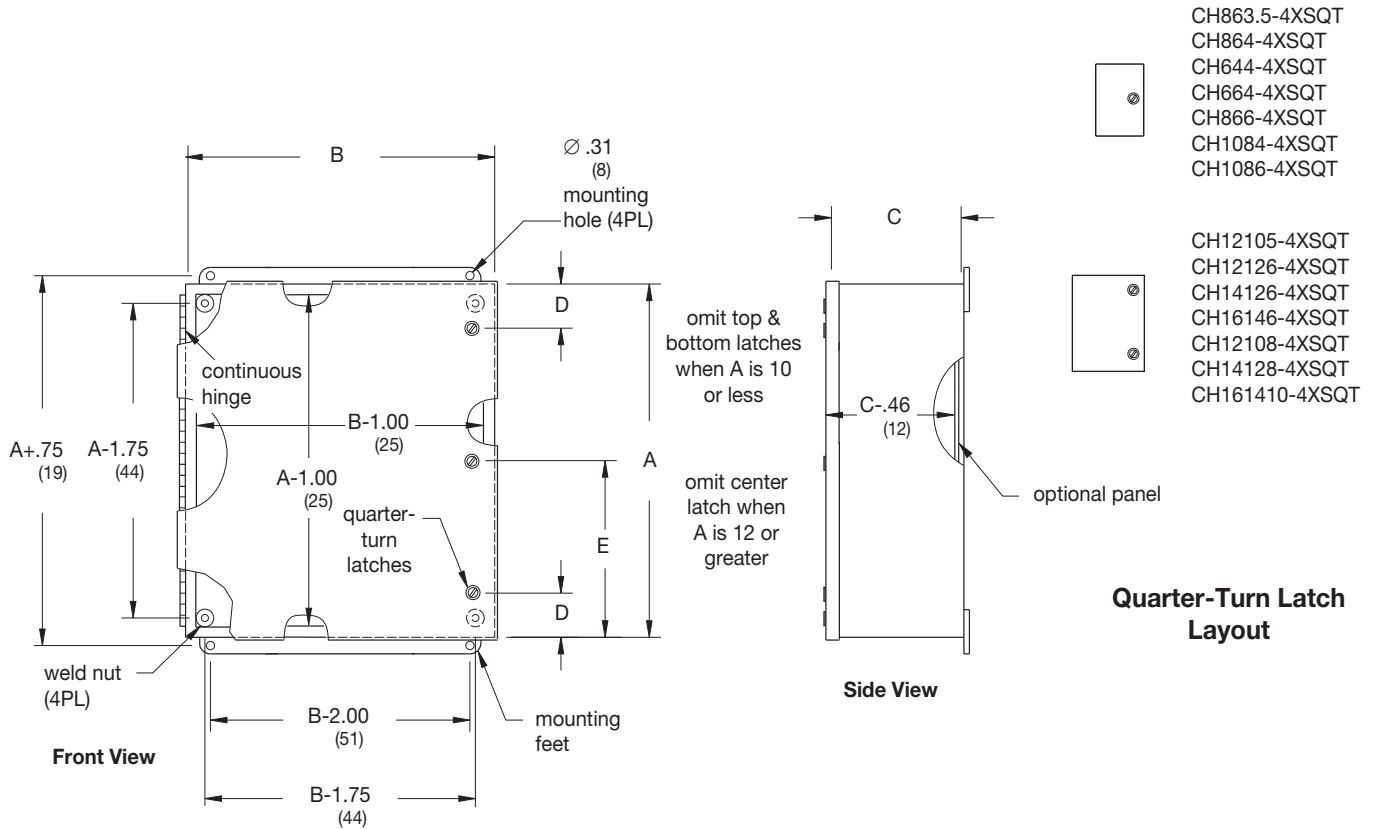 CH863.5-4XSQT
CH864-4XSQT
CH644-4XSQT
CH664-4XSQT
CH866-4XSQT
CH1084-4XSQT
CH1086-4XSQT
CH12105-4XSQT
CH12126-4XSQT
CH14126-4XSQT
CH16146-4XSQT
CH12108-4XSQT
CH14128-4XSQT
CH161410-4XSQT
B
Ø .31
(8)
mounting
hole (4PL)
D
continuous
hinge
B-1.00
(25)
A+.75
(19)
A-1.75
(44)
A-1.00
(25)
A
quarter-
turn
latches
E
D
weld nut
(4PL)
B-2.00
(51)
mounting
feet
B-1.75
(44)
Front View
omit top &
bottom latches
when A is 10
or less
omit center
latch when
A is 12 or
greater
C
C-.46
(12)
optional panel
Side View
Quarter-Turn Latch
Layout